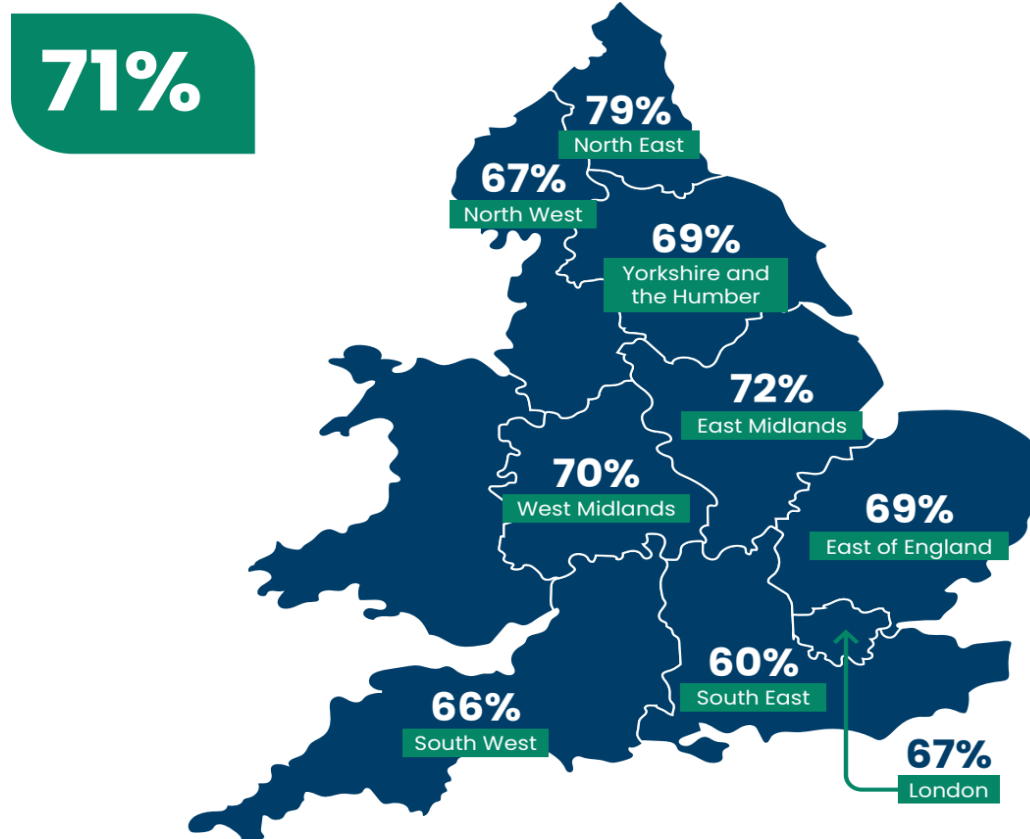 71%
79%
North East
67%
North West
69%
Yorkshire and
the Humber
72%
East Midlands
70%
West Midlands
69%
East of England
60%
South East
66%
South West
67%
London